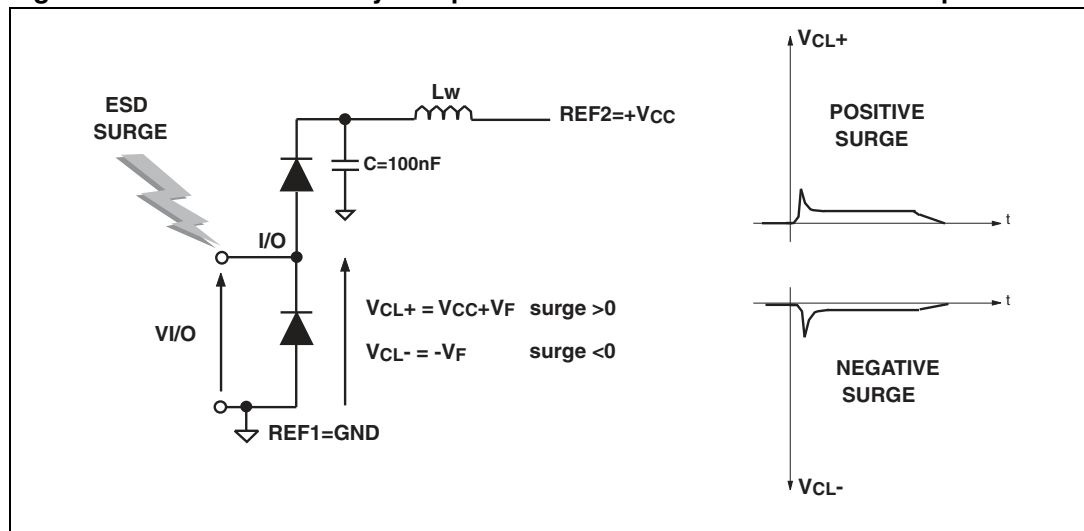 ESD
SURGE
Lw
REF2=+VCC
C=100nF
I/O
VI/O
VCL+ = VCC+VF surge >0
VCL- = -VF surge <0
REF1=GND
VCL+
POSITIVE
SURGE
t
t
NEGATIVE
SURGE
VCL-